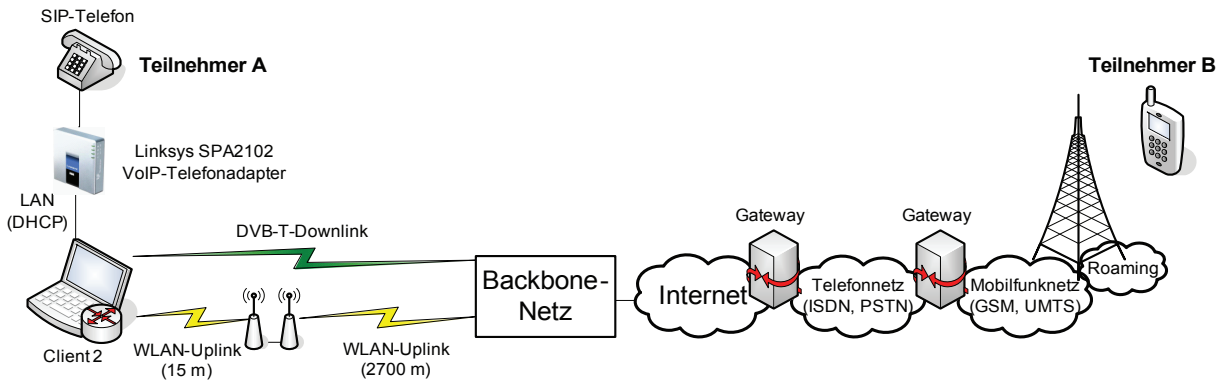 SIP-Telefon
Teilnehmer A
Teilnehmer B
Linksys SPA2102
VoIP-Telefonadapter
LAN
(DHCP)
DVB-T-Downlink
Gateway
Gateway
Backbone-
Netz
Internet
Telefonnetz
(ISDN, PSTN)
Mobilfunknetz
(GSM, UMTS)
Roaming
Client 2
WLAN-Uplink
(15 m)
WLAN-Uplink
(2700 m)